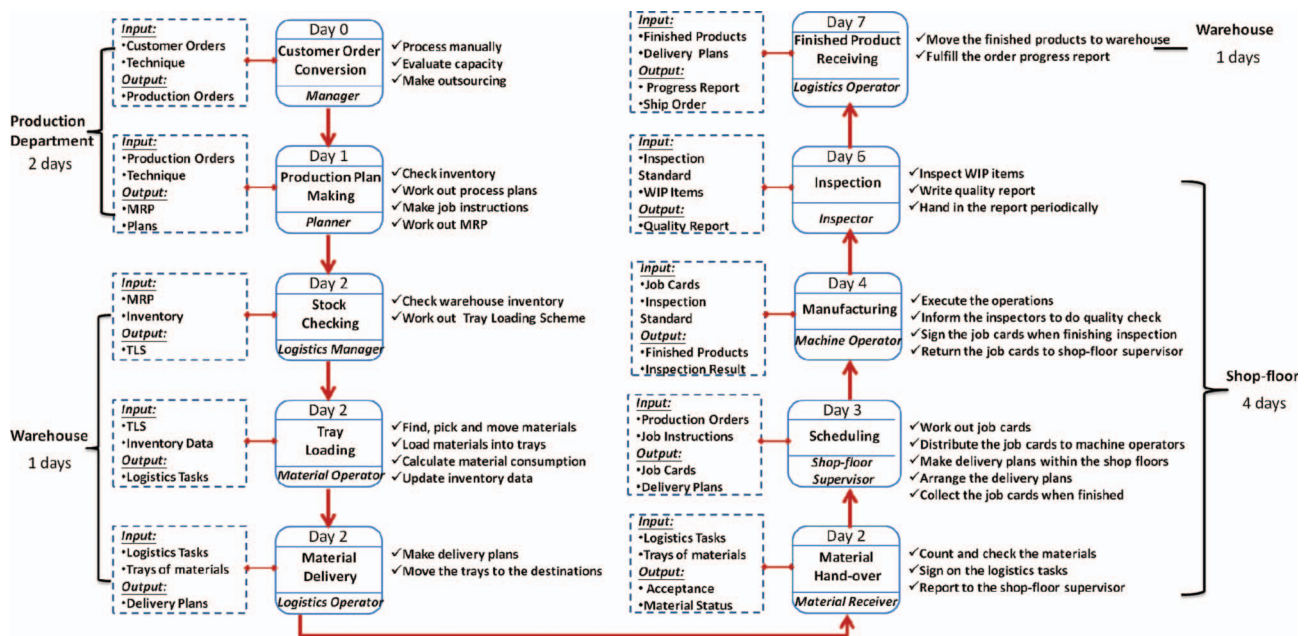 Production
Department
2 days
Input:
•Customer Orders
•Technique
Output:
•Production Orders
Day 0
Customer Order
Conversion
Manager
✓Process manually
✓Evaluate capacity
✓Make outsourcing
Input:
•Production Orders
•Technique
Output:
•MRP
•Plans
Day 1
Production Plan
Making
Planner
✓Check inventory
✓Work out process plans
✓Make job instructions
✓Work out MRP
Warehouse
1 days
Input:
•MRP
•Inventory
Output:
•TLS
Day 2
Stock
Checking
Logistics Manager
✓Check warehouse inventory
✓Work out Tray Loading Scheme
Input:
•TLS
•Inventory Data
Output:
•Logistics Tasks
Day 2
Tray
Loading
Material Operator
✓Find, pick and move materials
✓Load materials into trays
✓Calculate material consumption
✓Update inventory data
Input:
•Logistics Tasks
•Trays of materials
Output:
•Delivery Plans
Day 2
Material
Delivery
Logistics Operator
✓Make delivery plans
✓Move the trays to the destinations
Input:
•Finished Products
•Delivery Plans
Output:
• Progress Report
•Ship Order
Day 7
Finished Product
Receiving
Logistics Operator
✓Move the finished products to warehouse
✓Fulfill the order progress report
Warehouse
1 days
Input:
•Inspection
Standard
•WIP Items
Output:
•Quality Report
Day 6
Inspection
Inspector
✓Inspect WIP items
✓Write quality report
✓Hand in the report periodically
Input:
•Job Cards
•Inspection
Standard
Output:
•Finished Products
•Inspection Result
Day 4
Manufacturing
Machine Operator
✓Execute the operations
✓Inform the inspectors to do quality check
✓Sign the job cards when finishing inspection
✓Return the job cards to shop-floor supervisor
Shop-floor
4 days
Input:
•Production Orders
•Job Instructions
Output:
•Job Cards
•Delivery Plans
Day 3
Scheduling
Shop-floor
Supervisor
✓Work out job cards
✓Distribute the job cards to machine operators
✓Make delivery plans within the shop floors
✓Arrange the delivery plans
✓Collect the job cards when finished
Input:
•Logistics Tasks
•Trays of materials
Output:
• Acceptance
•Material Status
Day 2
Material
Hand-over
Material Receiver
✓Count and check the materials
✓Sign on the logistics tasks
✓Report to the shop-floor supervisor